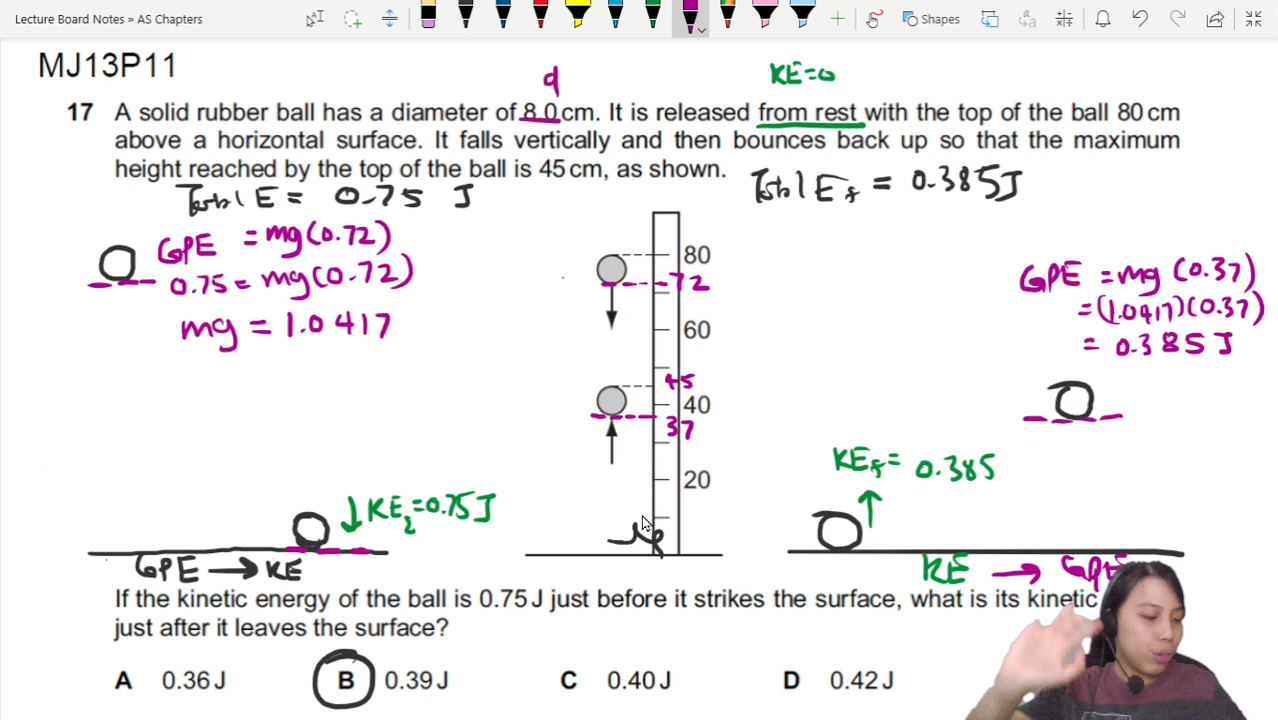 Lecture Board Notes » AS Chapters
Shapes
MJ13P11
d
KE=0
17 A solid rubber ball has a diameter of 8.0 cm. It is released from rest with the top of the ball 80 cm
above a horizontal surface. It falls vertically and then bounces back up so that the maximum
height reached by the top of the ball is 45 cm, as shown.
Total E = 0.75 J
Total Ef = 0.385J
GPE = mg(0.72)
0.75 = mg(0.72)
mg = 1.0417
80
72
60
45
40
37
20
GPE = mg (0.37)
= (1.0417)(0.37)
= 0.385 J
KE2=0.75J
KEf= 0.385
GPE → KE
KE → GPE
If the kinetic energy of the ball is 0.75 J just before it strikes the surface, what is its kinetic
just after it leaves the surface?
A 0.36 J B 0.39 J C 0.40 J D 0.42 J